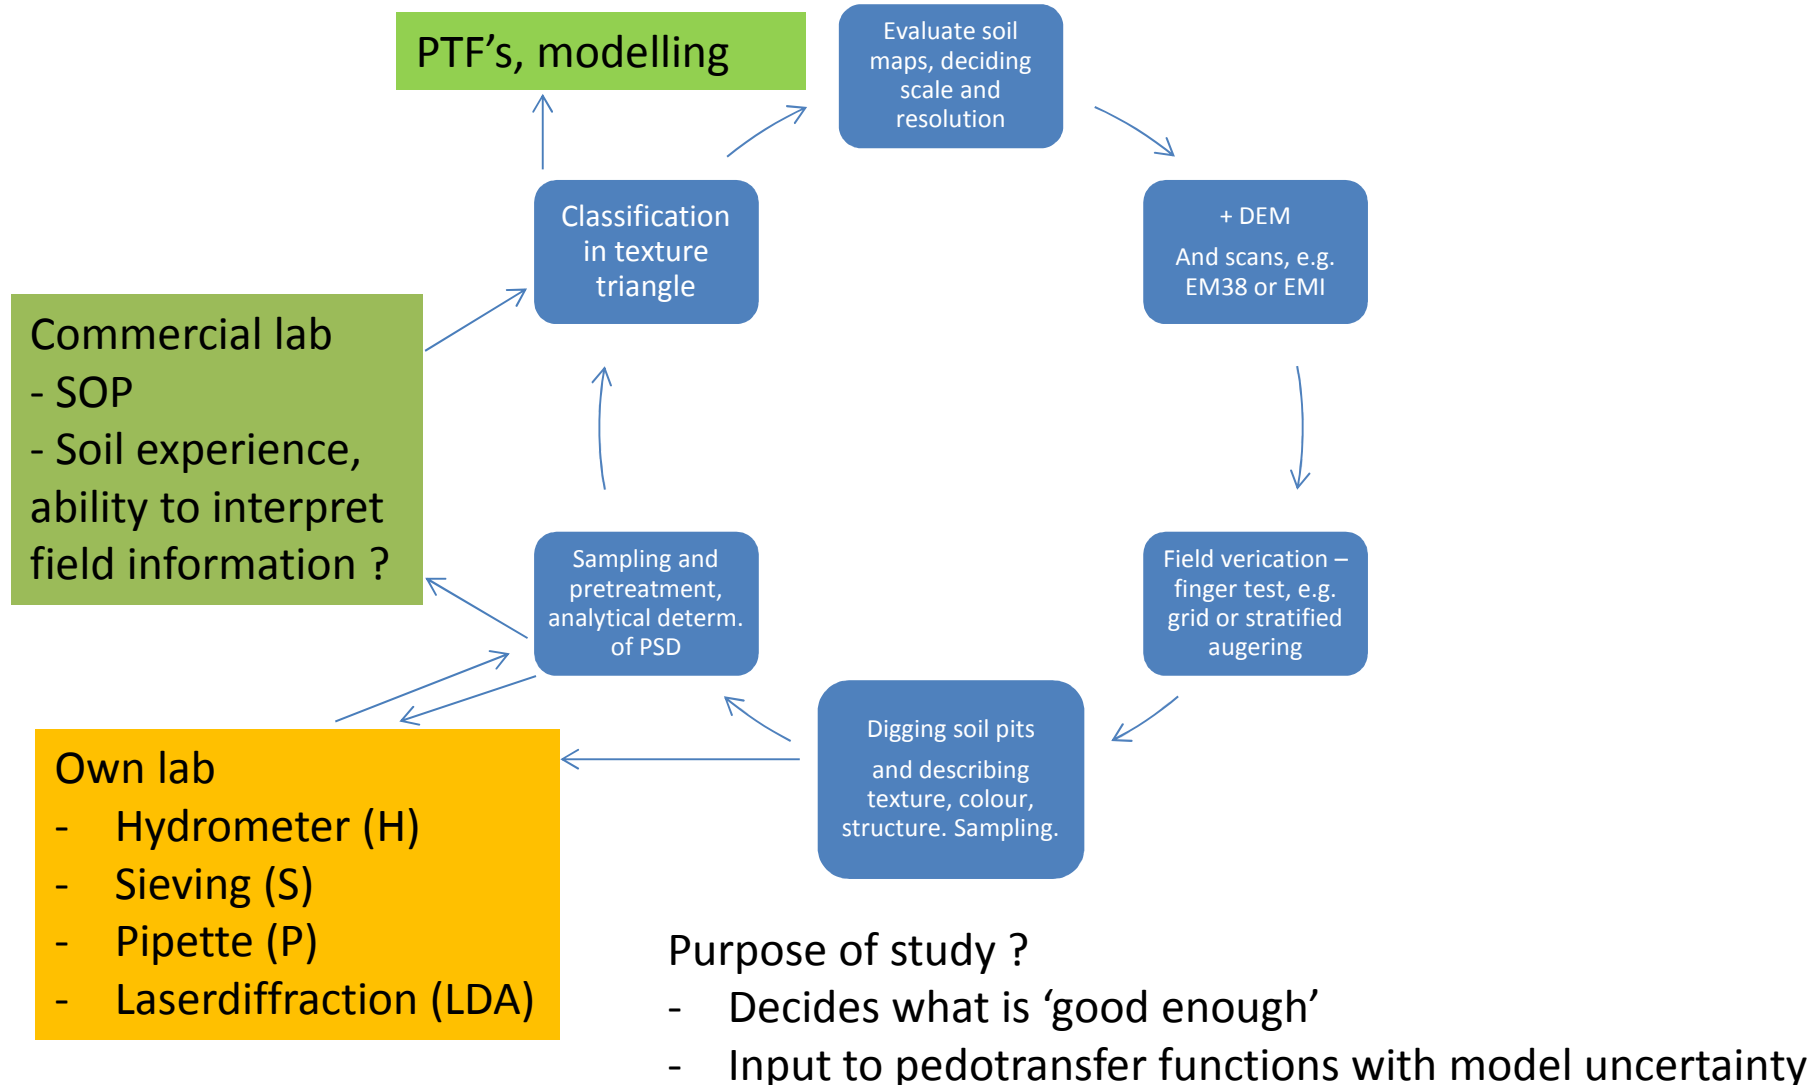 PTF's, modelling
Evaluate soil
maps, deciding
scale and
resolution
Classification
in texture
triangle
+ DEM
And scans, e.g.
EM38 or EMI
Commercial lab
- SOP
- Soil experience,
ability to interpret
field information ?
Sampling and
pretreatment,
analytical determ.
of PSD
Field verication –
finger test, e.g.
grid or stratified
augering
Digging soil pits
and describing
texture, colour,
structure. Sampling.
Own lab
- Hydrometer (H)
- Sieving (S)
- Pipette (P)
- Laserdiffraction (LDA)
Purpose of study ?
- Decides what is ‘good enough’
- Input to pedotransfer functions with model uncertainty